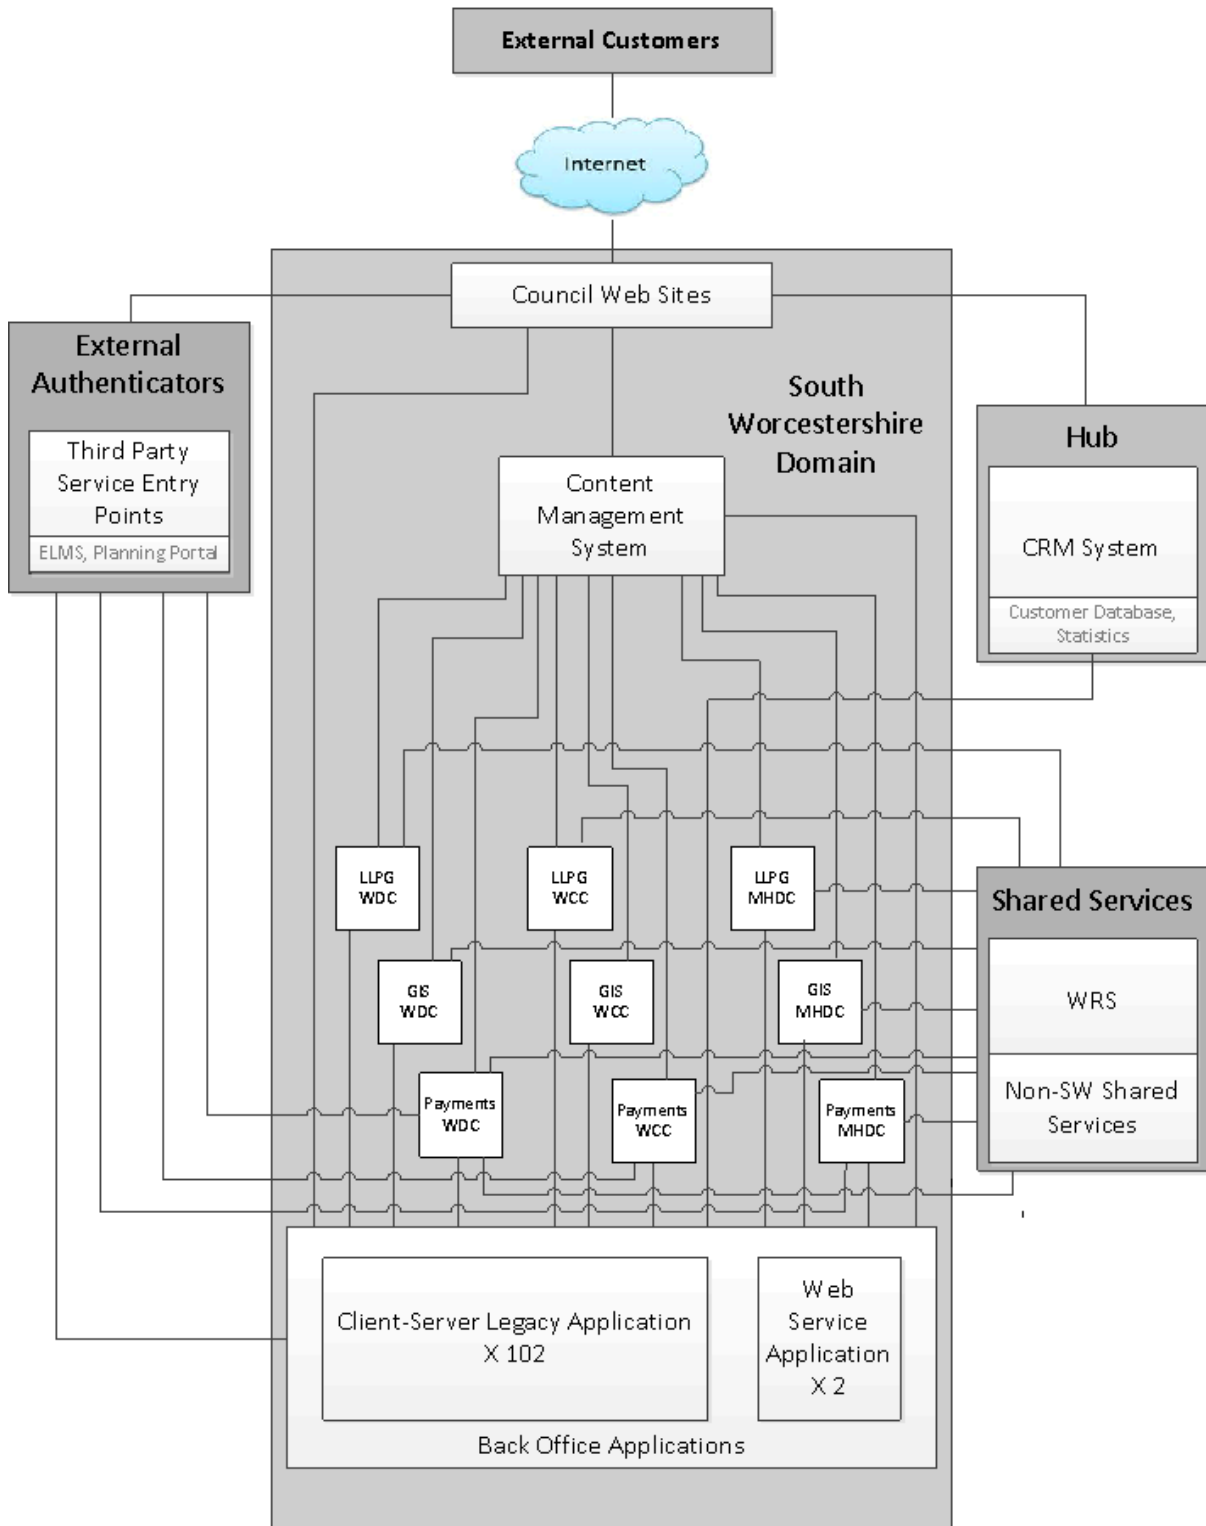 External Customers
Internet
Council Web Sites
External
Authenticators
Third Party
Service Entry
Points
ELMS, Planning Portal
South
Worcestershire
Domain
Hub
CRM System
Customer Database,
Statistics
Content
Management
System
LLPG
WDC
LLPG
WCC
LLPG
MHDC
Shared Services
WRS
Non-SW Shared
Services
GIS
WDC
GIS
WCC
GIS
MHDC
Payments
WDC
Payments
WCC
Payments
MHDC
Client-Server Legacy Application
X 102
Web
Service
Application
X 2
Back Office Applications